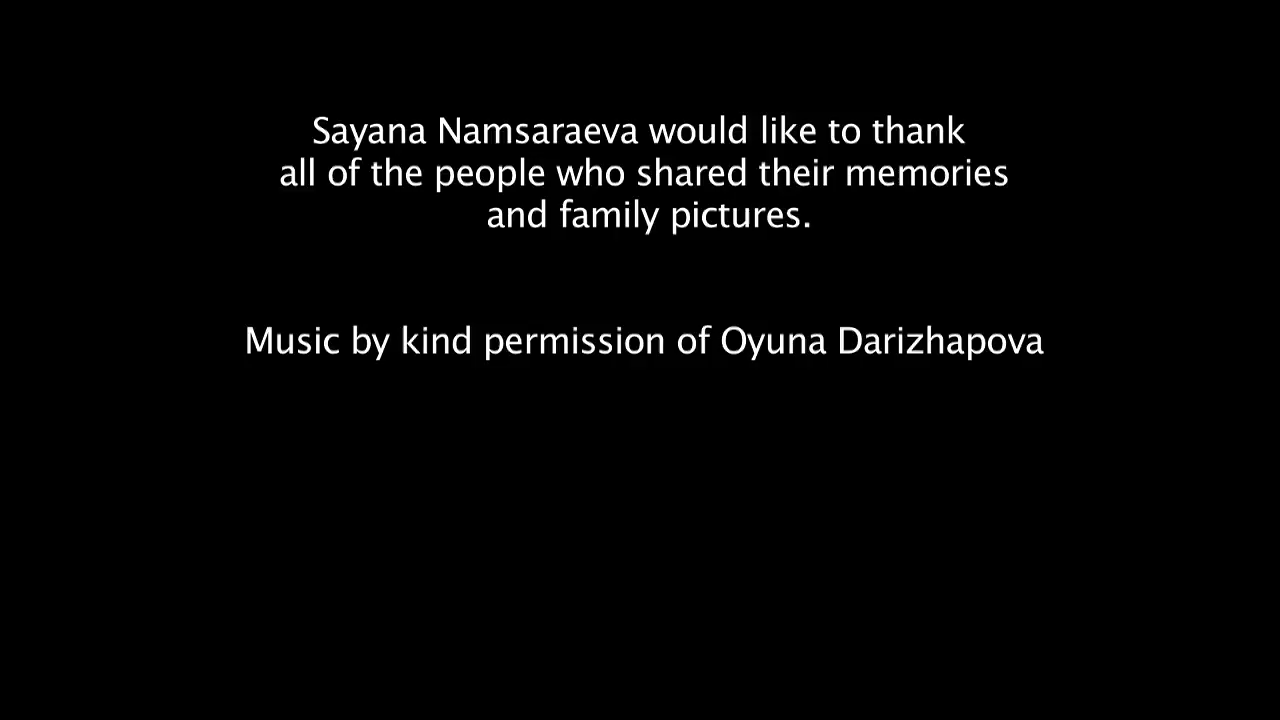 Sayana Namsaraeva would like to thank
all of the people who shared their memories
and family pictures.
Music by kind permission of Oyuna Darizhapova